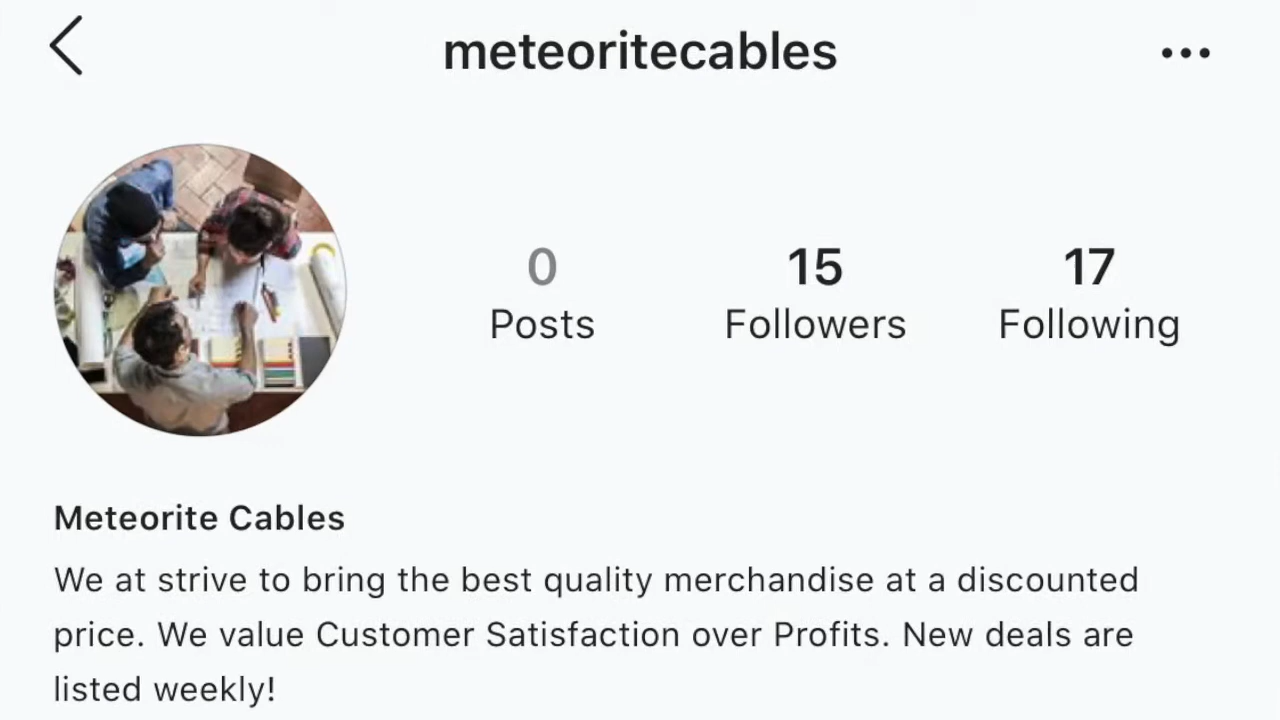 meteoritecables
0
Posts
15
Followers
17
Following
Meteorite Cables
We at strive to bring the best quality merchandise at a discounted
price. We value Customer Satisfaction over Profits. New deals are
listed weekly!